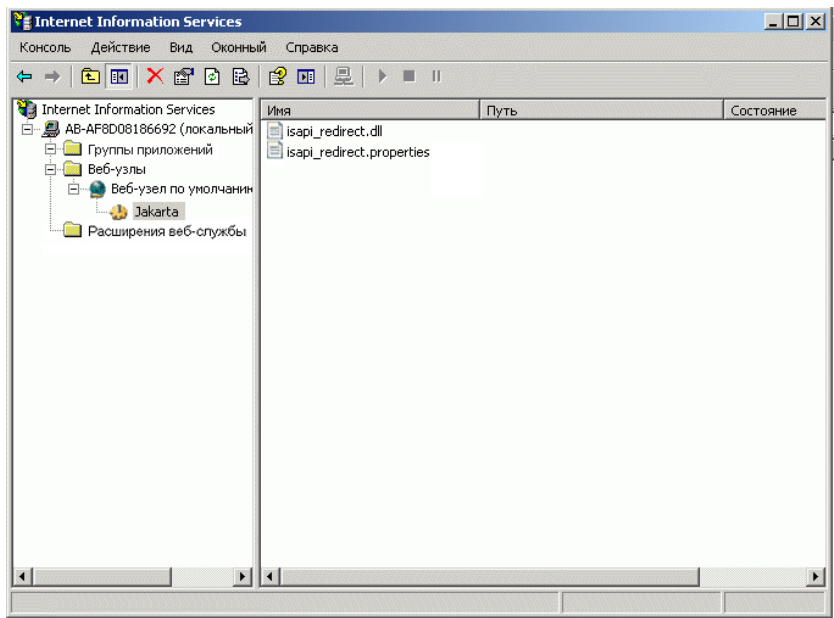 Internet Information Services
Консоль Действие Вид Оконный Справка
Internet Information Services
AB-AF8D08186692 (локальный
Группы приложений
Веб-узлы
Веб-узел по умолчанию
Jakarta
Расширения веб-службы
Имя Путь Состояние
isapi_redirect.dll
isapi_redirect.properties